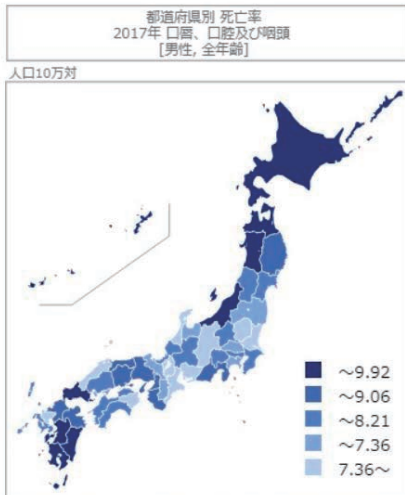 都道府県別 死亡率
2017年 口唇、口腔及び咽頭
[男性, 全年齢]
人口10万対
～9.92
～9.06
～8.21
～7.36
7.36～